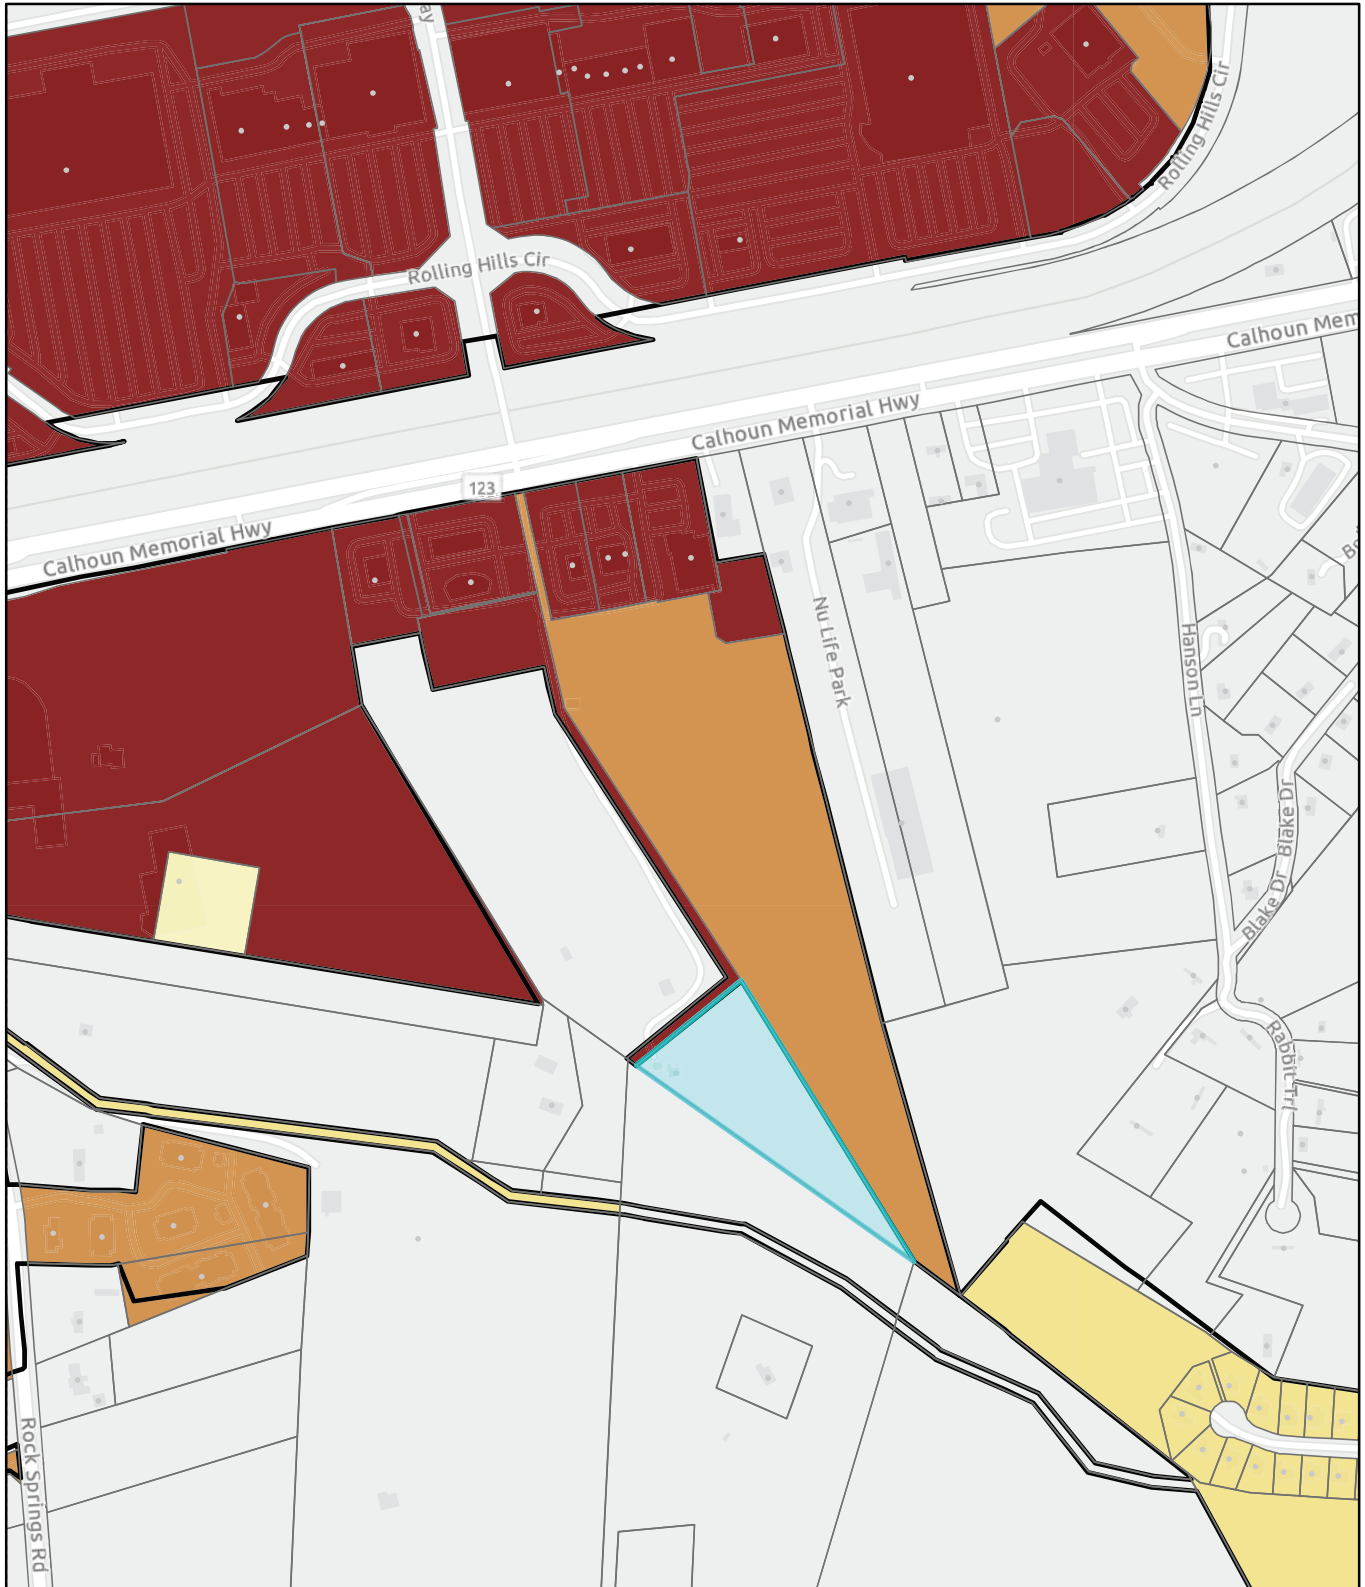 ay
Rolling Hills Cir
Rolling Hills Cir
Calhoun Mem
Calhoun Memorial Hwy
123
Calhoun Memorial Hwy
Nu Life Park
Hanson Ln
Blake Dr
Blake Dr
Rabbit Trl
Rock Springs Rd